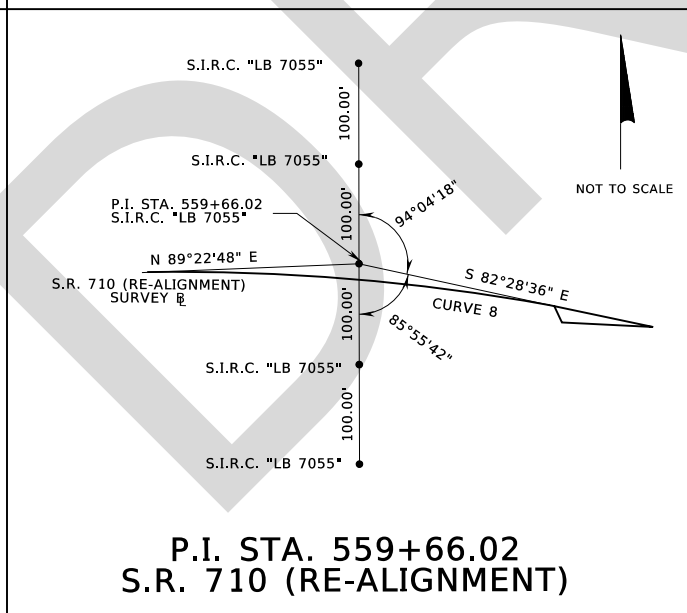 S.I.R.C. "LB 7055"
100.00'
S.I.R.C. "LB 7055"
NOT TO SCALE
P.I. STA. 559+66.02
S.I.R.C. "LB 7055"
100.00'
94°04'18"
N 89°22'48" E
S 82°28'36" E
S.R. 710 (RE-ALIGNMENT)
SURVEY ℄
CURVE 8
100.00'
85°55'42"
S.I.R.C. "LB 7055"
100.00'
S.I.R.C. "LB 7055"
P.I. STA. 559+66.02
S.R. 710 (RE-ALIGNMENT)